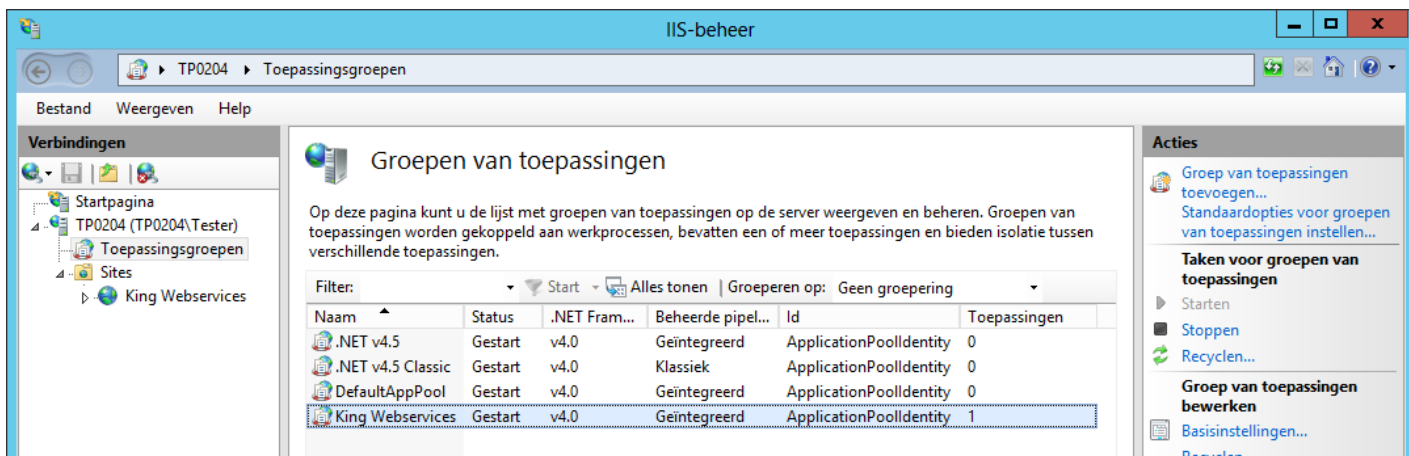 IIS-beheer
TP0204 Toepassingsgroepen
Bestand Weergeven Help
Verbindingen
Startpagina
TP0204 (TP0204\Tester)
Toepassingsgroepen
Sites
King Webservices
Groepen van toepassingen
Op deze pagina kunt u de lijst met groepen van toepassingen op de server weergeven en beheren. Groepen van
toepassingen worden gekoppeld aan werkprocessen, bevatten een of meer toepassingen en bieden isolatie tussen
verschillende toepassingen.
Filter: Start Alles tonen | Groeperen op: Geen groepering
Naam Status .NET Fram... Beheerde pipel... Id Toepassingen
.NET v4.5 Gestart v4.0 Geïntegreerd ApplicationPoolIdentity 0
.NET v4.5 Classic Gestart v4.0 Klassiek ApplicationPoolIdentity 0
DefaultAppPool Gestart v4.0 Geïntegreerd ApplicationPoolIdentity 0
King Webservices Gestart v4.0 Geïntegreerd ApplicationPoolIdentity 1
Acties
Groep van toepassingen
toevoegen...
Standaardopties voor groepen
van toepassingen instellen...
Taken voor groepen van
toepassingen
Starten
Stoppen
Recyclen...
Groep van toepassingen
bewerken
Basisinstellingen...